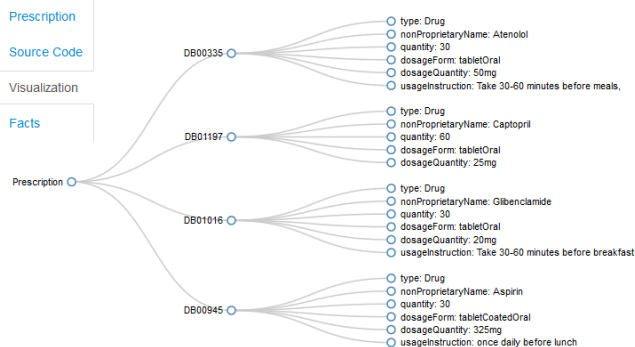 Prescription
Source Code
Visualization
Facts
Prescription
DB00335
type: Drug
nonProprietaryName: Atenolol
quantity: 30
dosageForm: tabletOral
dosageQuantity: 50mg
usageInstruction: Take 30-60 minutes before meals,
DB01197
type: Drug
nonProprietaryName: Captopril
quantity: 60
dosageForm: tabletOral
dosageQuantity: 25mg
DB01016
type: Drug
nonProprietaryName: Glibenclamide
quantity: 30
dosageForm: tabletOral
dosageQuantity: 20mg
usageInstruction: Take 30-60 minutes before breakfast
DB00945
type: Drug
nonProprietaryName: Aspirin
quantity: 30
dosageForm: tabletCoatedOral
dosageQuantity: 325mg
usageInstruction: once daily before lunch